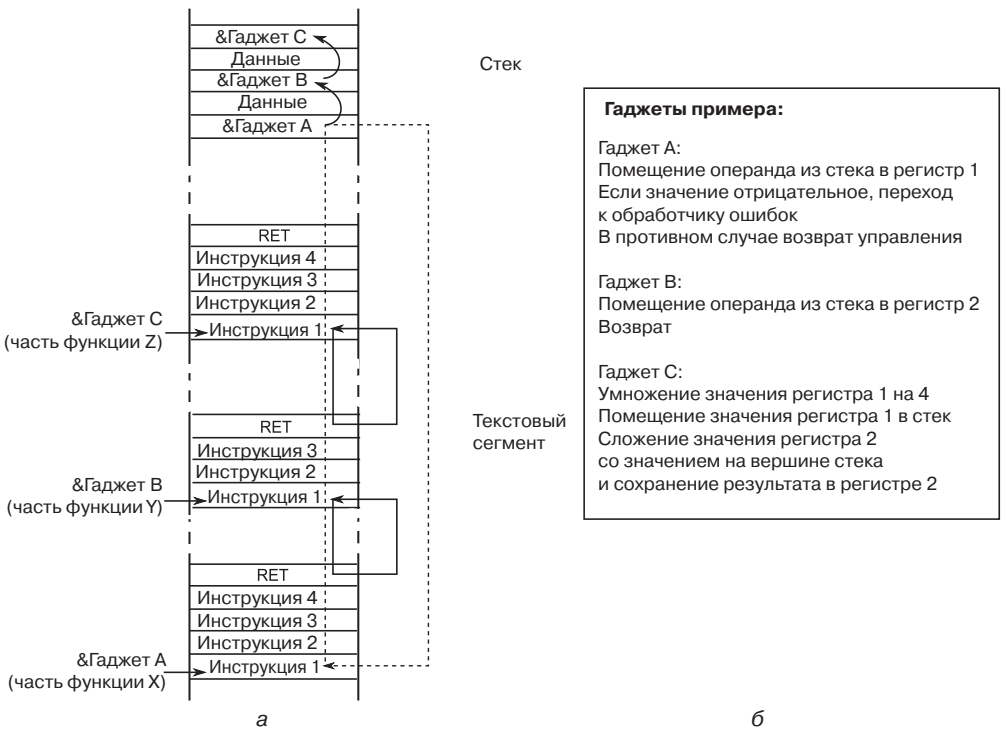 &Гаджет C
Данные
&Гаджет B
Данные
&Гаджет A
Стек
RET
Инструкция 4
Инструкция 3
Инструкция 2
Инструкция 1
&Гаджет C
(часть функции Z)
RET
Инструкция 3
Инструкция 2
Инструкция 1
&Гаджет B
(часть функции Y)
Текстовый
сегмент
RET
Инструкция 4
Инструкция 3
Инструкция 2
Инструкция 1
&Гаджет A
(часть функции X)
а
Гаджеты примера:
Гаджет A:
Помещение операнда из стека в регистр 1
Если значение отрицательное, переход
к обработчику ошибок
В противном случае возврат управления
Гаджет B:
Помещение операнда из стека в регистр 2
Возврат
Гаджет C:
Умножение значения регистра 1 на 4
Помещение значения регистра 1 в стек
Сложение значения регистра 2
со значением на вершине стека
и сохранение результата в регистре 2
б